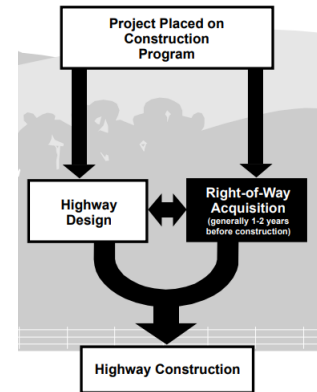 Project Placed on
Construction
Program
Highway
Design
Right-of-Way
Acquisition
(generally 1-2 years
before construction)
Highway Construction